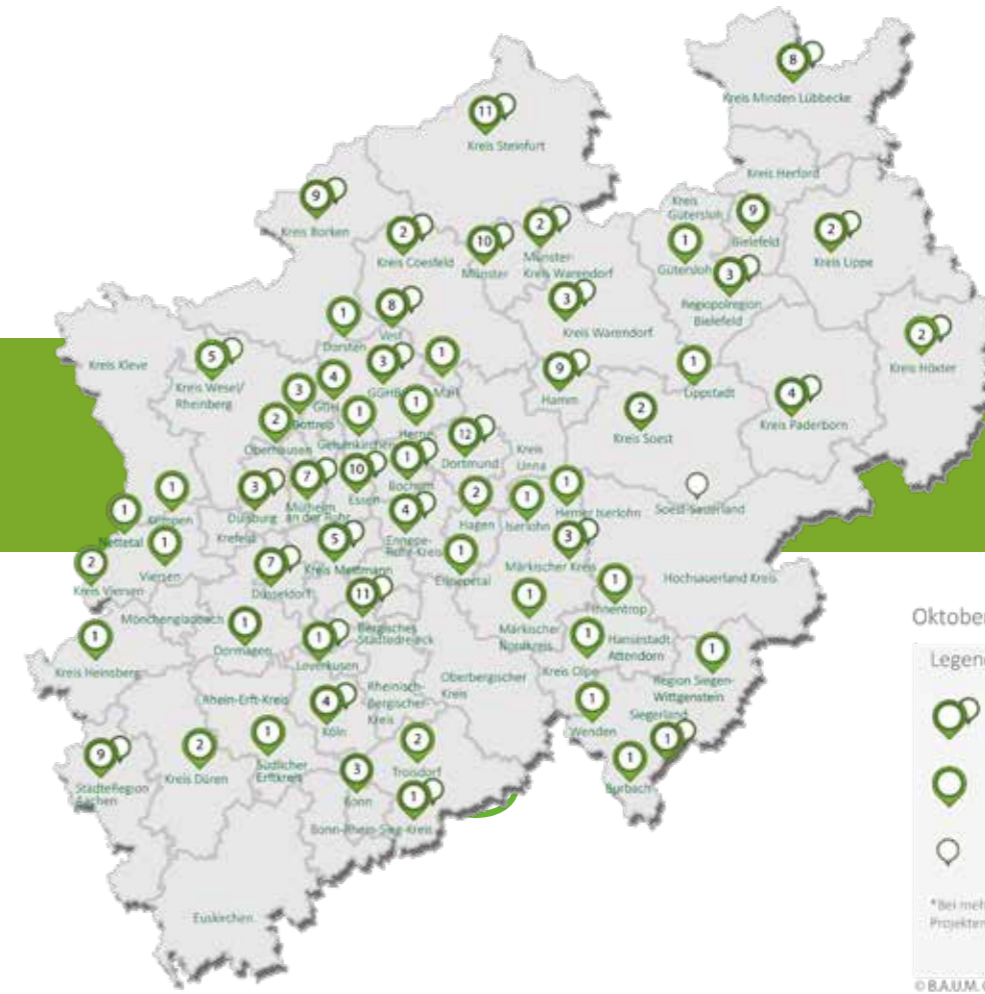 8
Kreis Minden Lübbecke
11
Kreis Steinfurt
Kreis Herford
9
Kreis Borken
2
Kreis Coesfeld
10
Münster
2
Münster-
Kreis Warendorf
Kreis
Gütersloh
1
Gütersloh
9
Bielefeld
2
Kreis Lippe
3
Regiopolregion
Bielefeld
3
Kreis Warendorf
1
Dorsten
8
Vest
2
Kreis Höxter
Kreis Kleve
5
Kreis Wesel/
Rheinberg
3
Bottrop
4
GGH
3
1
Marl
9
Hamm
1
Lippstadt
4
Kreis Paderborn
2
Oberhausen
1
Gelsenkirchen
1
Herne
2
Kreis Soest
12
Dortmund
Kreis
Unna
1
Kempen
3
Duisburg
7
Mülheim
an der Ruhr
10
Essen
1
Bochum
1
Nettetal
4
Ennepe-
Ruhr-Kreis
2
Hagen
1
Iserlohn
1
Hemer Iserlohn
Soest-Sauerland
Krefeld
1
Viersen
2
Kreis Viersen
7
Düsseldorf
5
Kreis Mettmann
1
Ennepetal
3
Märkischer Kreis
Hochsauerland Kreis
11
Bergisches
Städtedreieck
1
Märkischer
Nordkreis
1
Finnentrop
Mönchengladbach
1
Kreis Heinsberg
1
Dormagen
1
Leverkusen
1
Hansestadt
Attendorn
Kreis Olpe
1
Region Siegen-
Wittgenstein
Rhein-Erft-Kreis
4
Köln
Rheinisch-
Bergischer-
Kreis
Oberbergischer
Kreis
1
Wenden
Siegerland
1
1
Burbach
9
StädteRegion
Aachen
2
Kreis Düren
1
Südlicher
Erftkreis
3
Bonn
2
Troisdorf
1
Bonn-Rhein-Sieg-Kreis
Euskirchen
Oktober
Legen
*Bei meh
Projekten
© B.A.U.M.